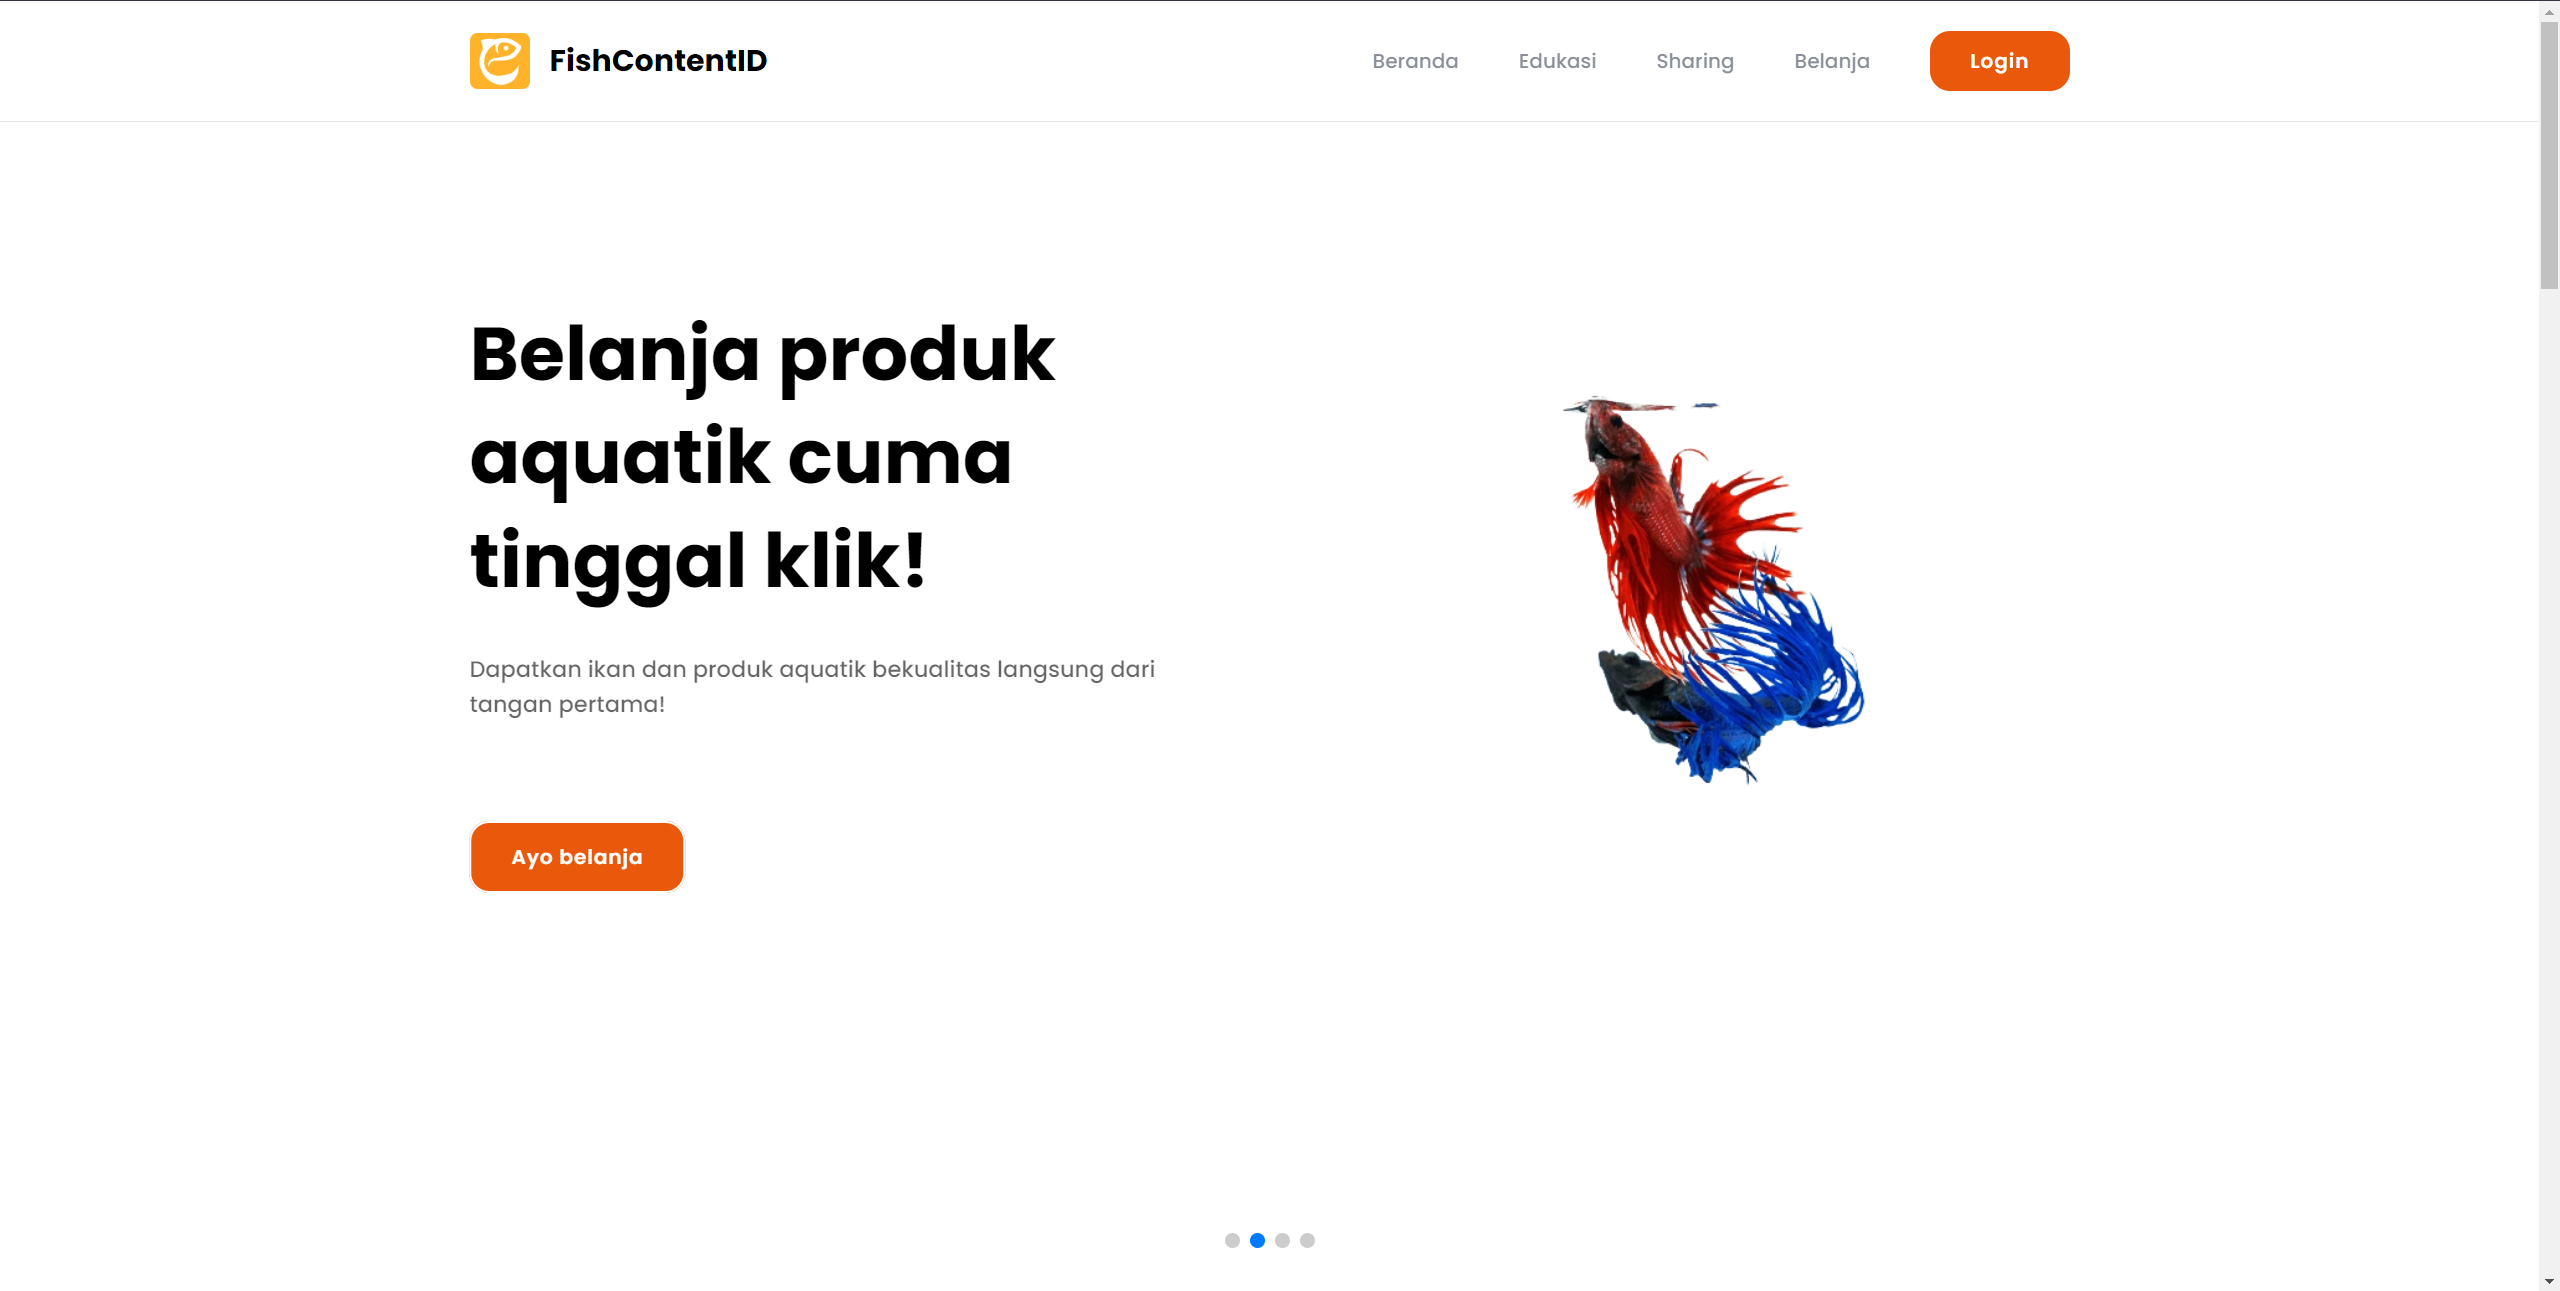 FishContentID
Beranda
Edukasi
Sharing
Belanja
Login
Belanja produk
aquatik cuma
tinggal klik!
Dapatkan ikan dan produk aquatik bekualitas langsung dari
tangan pertama!
Ayo belanja